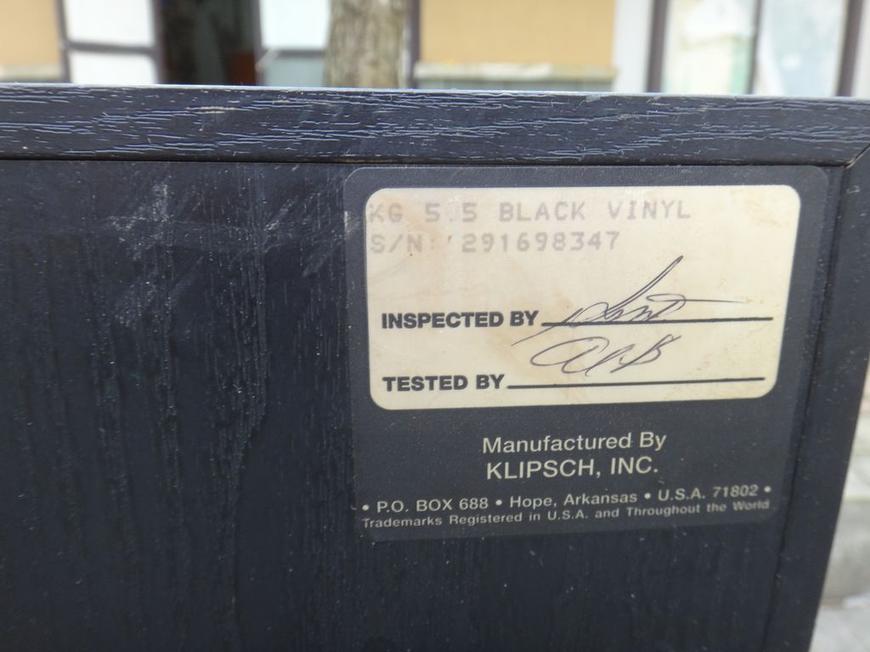 KG 5.5 BLACK VINYL
S/N: 291698347
INSPECTED BY
TESTED BY
Manufactured By
KLIPSCH, INC.
• P.O. BOX 688 • Hope, Arkansas • U.S.A. 71802 •
Trademarks Registered in U.S.A. and Throughout the World